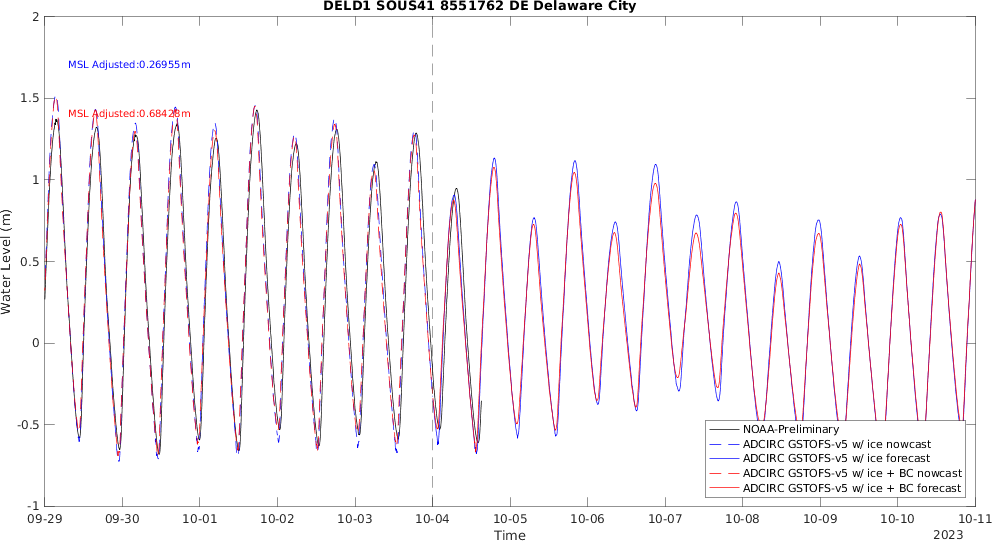 DELD1 SOUS41 8551762 DE Delaware City
2
1.5
1
0.5
0
-0.5
-1
Water Level (m)
MSL Adjusted:0.26955m
MSL Adjusted:0.68428m
NOAA-Preliminary
ADCIRC GSTOFS-v5 w/ ice nowcast
ADCIRC GSTOFS-v5 w/ ice forecast
ADCIRC GSTOFS-v5 w/ ice + BC nowcast
ADCIRC GSTOFS-v5 w/ ice + BC forecast
09-29 09-30 10-01 10-02 10-03 10-04 10-05 10-06 10-07 10-08 10-09 10-10 10-11
Time
2023